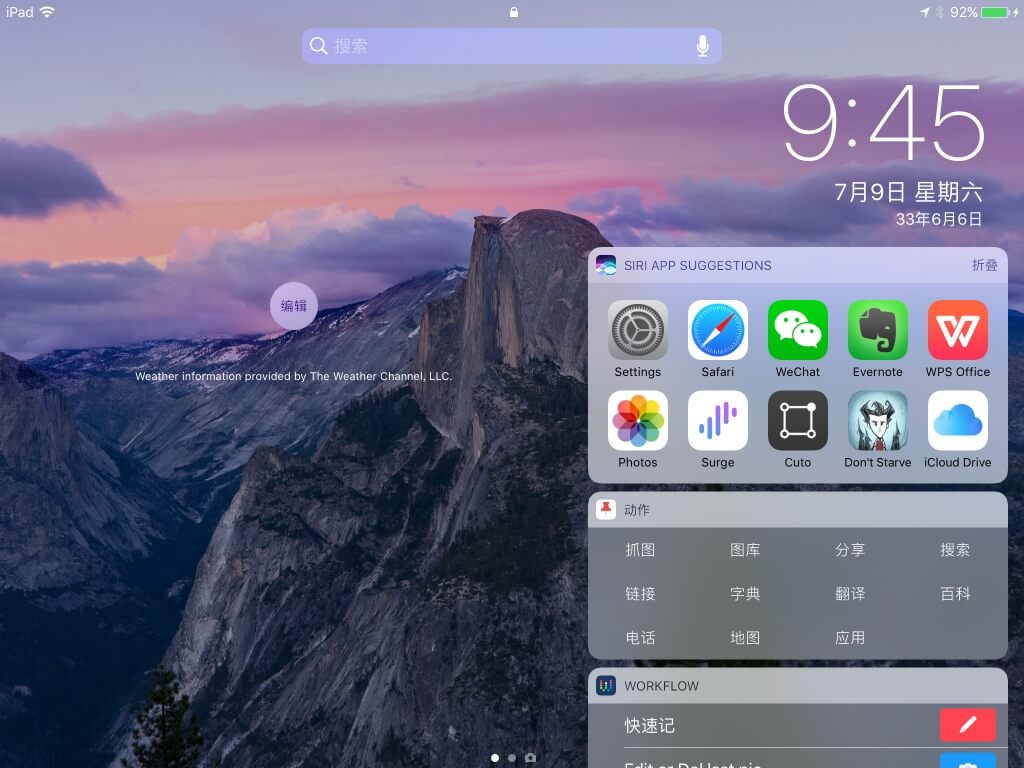 iPad
92%
搜索
9:45
7月9日 星期六
33年6月6日
编辑
Weather information provided by The Weather Channel, LLC.
SIRI APP SUGGESTIONS 折叠
Settings Safari WeChat Evernote WPS Office
Photos Surge Cuto Don't Starve iCloud Drive
动作
抓图 图库 分享 搜索
链接 字典 翻译 百科
电话 地图 应用
WORKFLOW
快速记
Edit or DeHost pic